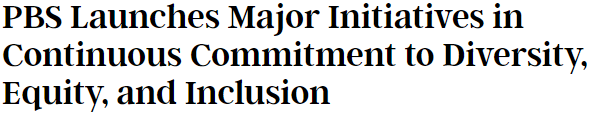 PBS Launches Major Initiatives in
Continuous Commitment to Diversity,
Equity, and Inclusion